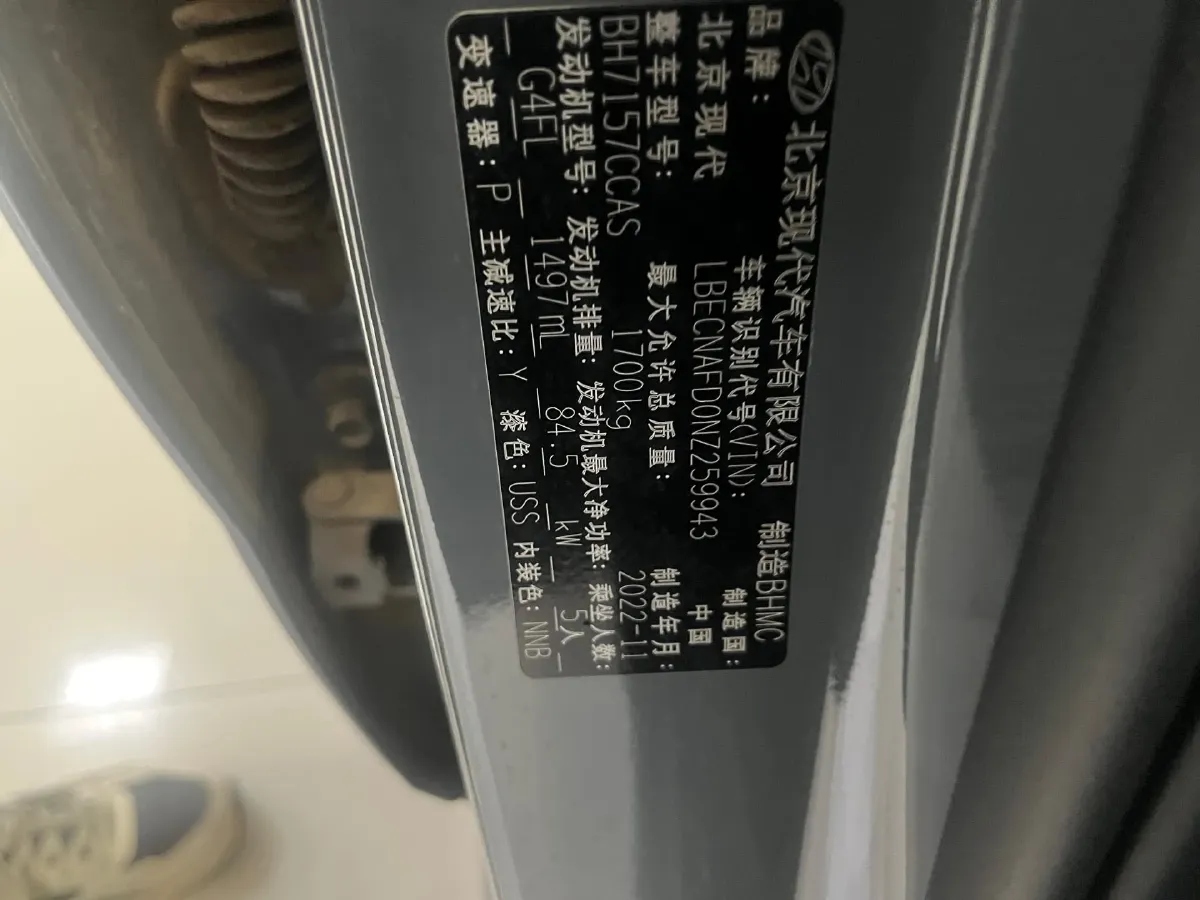 北京现代汽车有限公司 制造BHMC
品牌: 车辆识别代号(VIN): 制造国:
北京现代 LBECNAFD0NZ259943 中国
整车型号: 最大允许总质量: 制造年月:
BH7157CCAS 1700kg 2022-11
发动机型号: 发动机排量: 发动机最大净功率: 乘坐人数:
G4FL 1497mL 84.5 kW 5人
变速器: P 主减速比: Y 漆色: USS 内装色: NNB